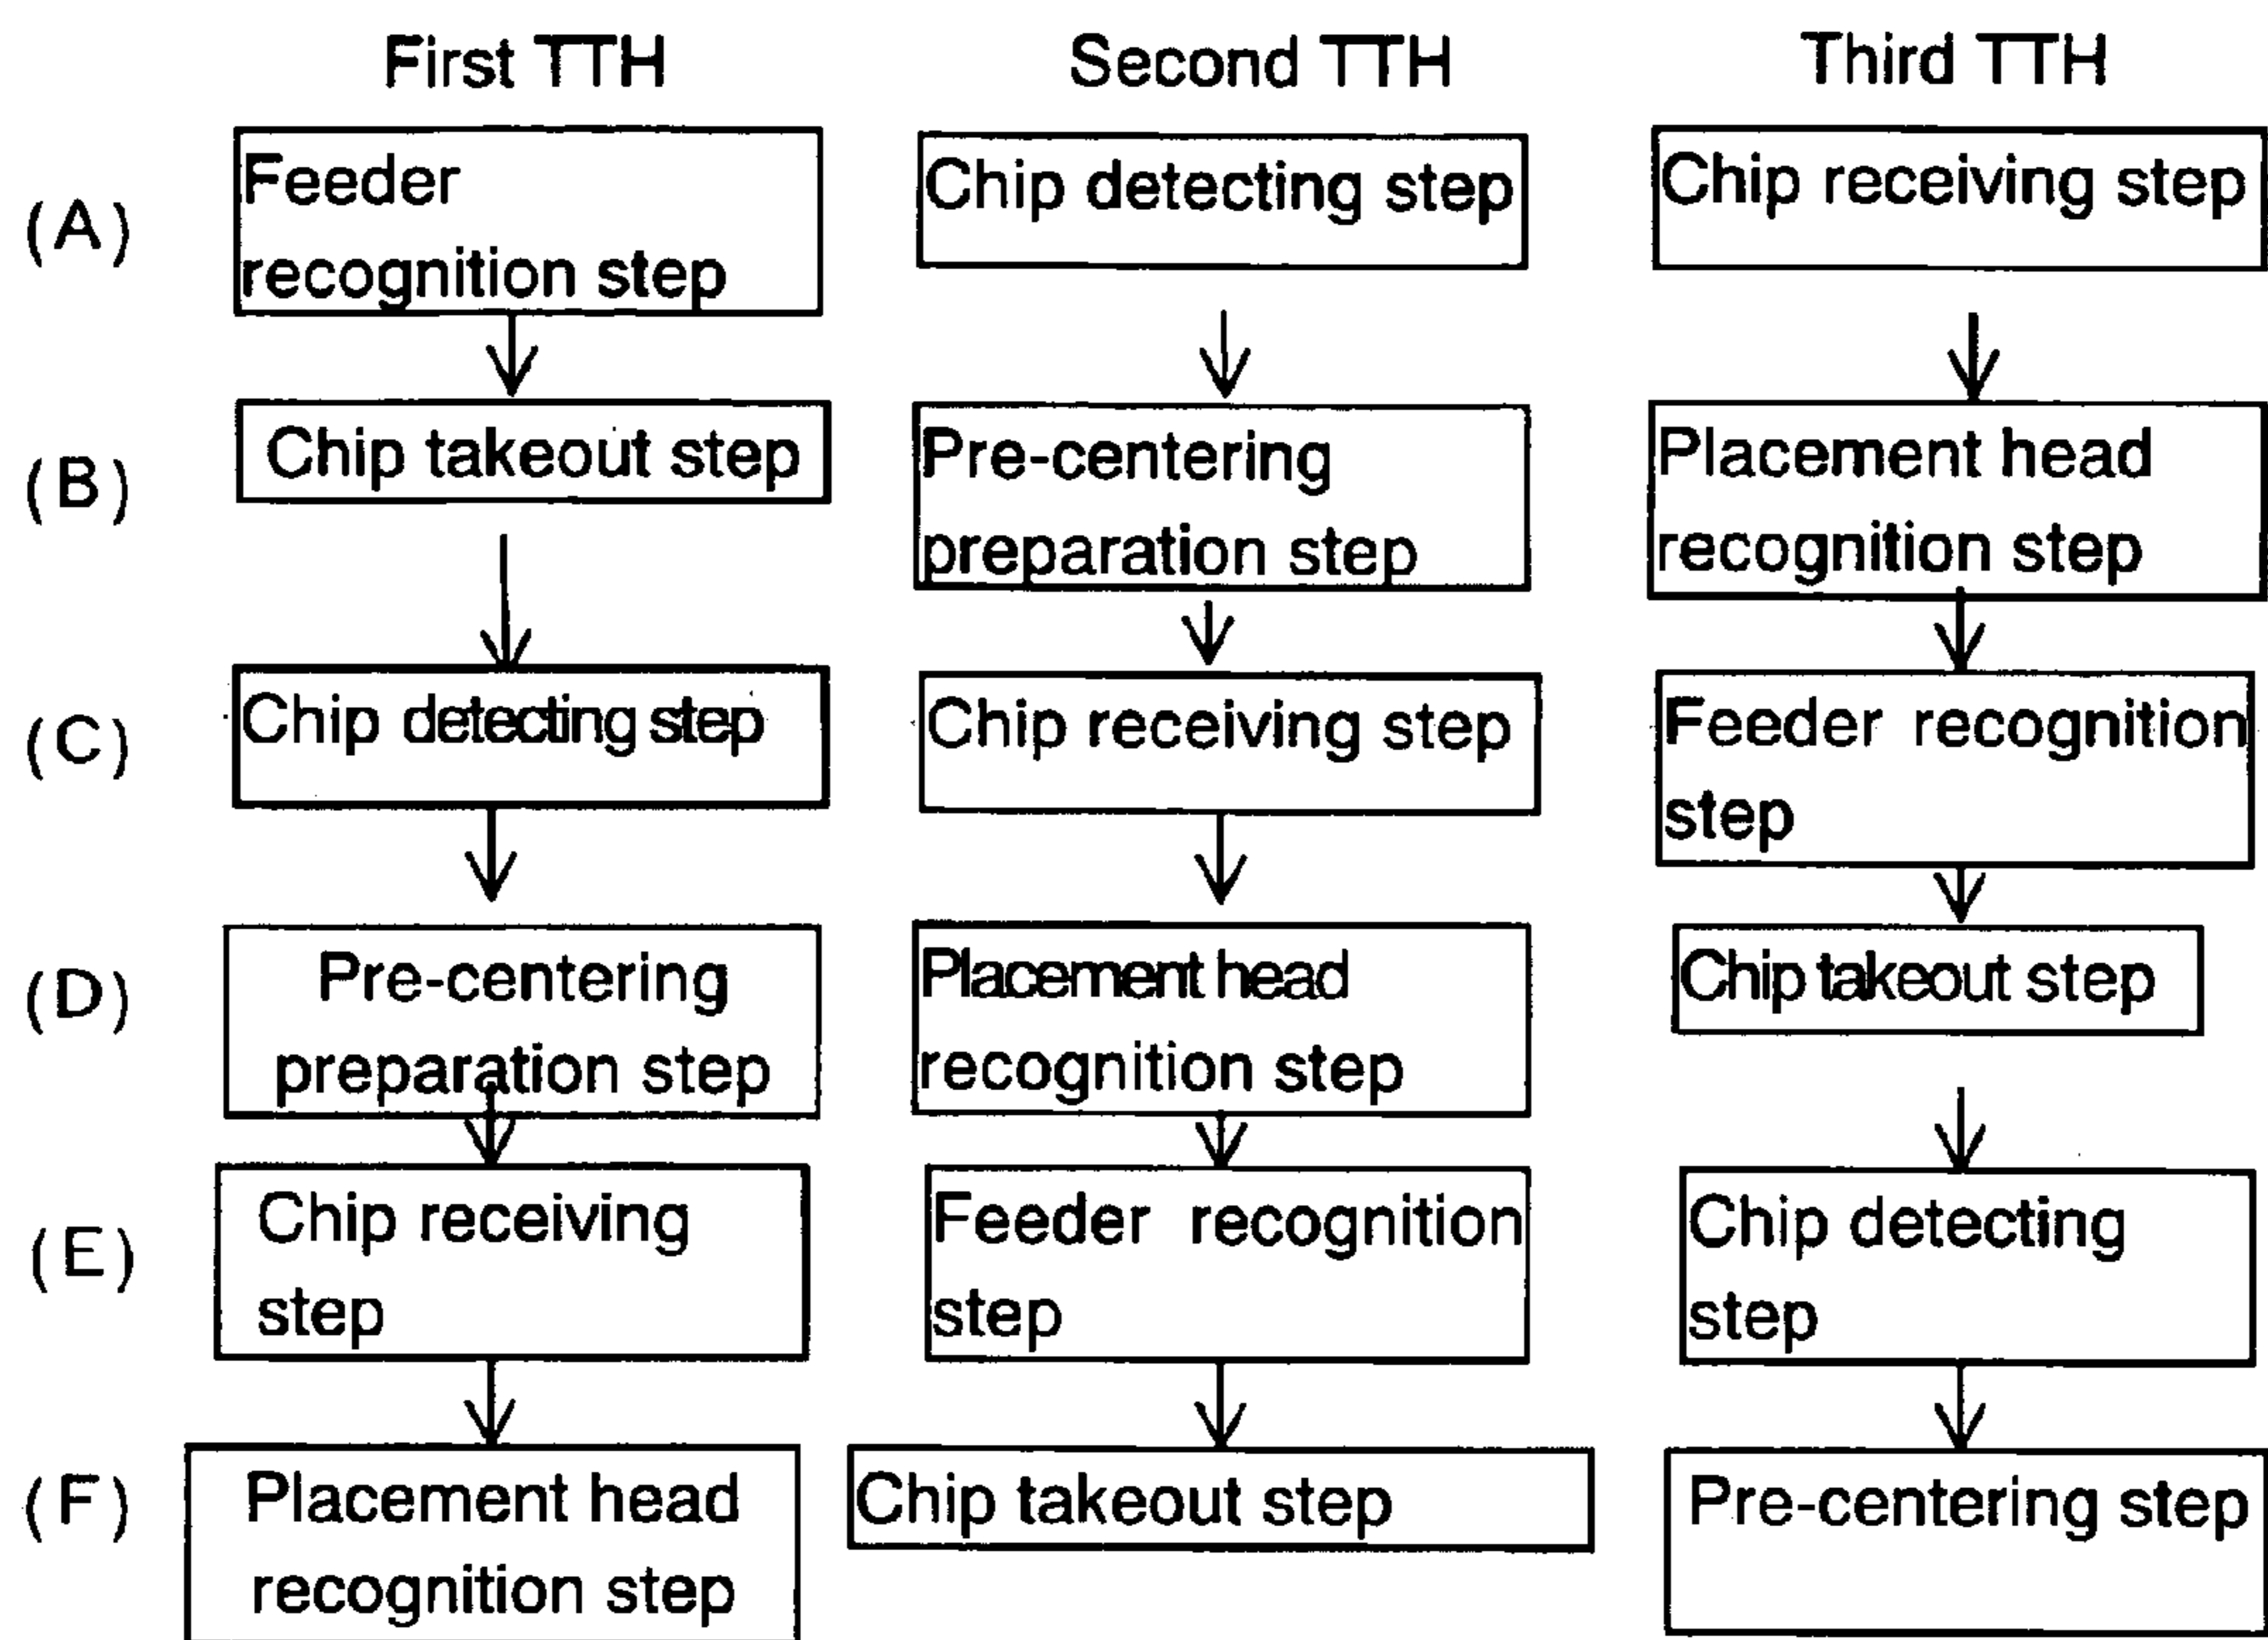 First TTH
Second TTH
Third TTH
(A)
Feeder
recognition step
Chip detecting step
Chip receiving step
(B)
Chip takeout step
Pre-centering
preparation step
Placement head
recognition step
(C)
Chip detecting step
Chip receiving step
Feeder recognition
step
(D)
Pre-centering
preparation step
Placement head
recognition step
Chip takeout step
(E)
Chip receiving
step
Feeder recognition
step
Chip detecting
step
(F)
Placement head
recognition step
Chip takeout step
Pre-centering step